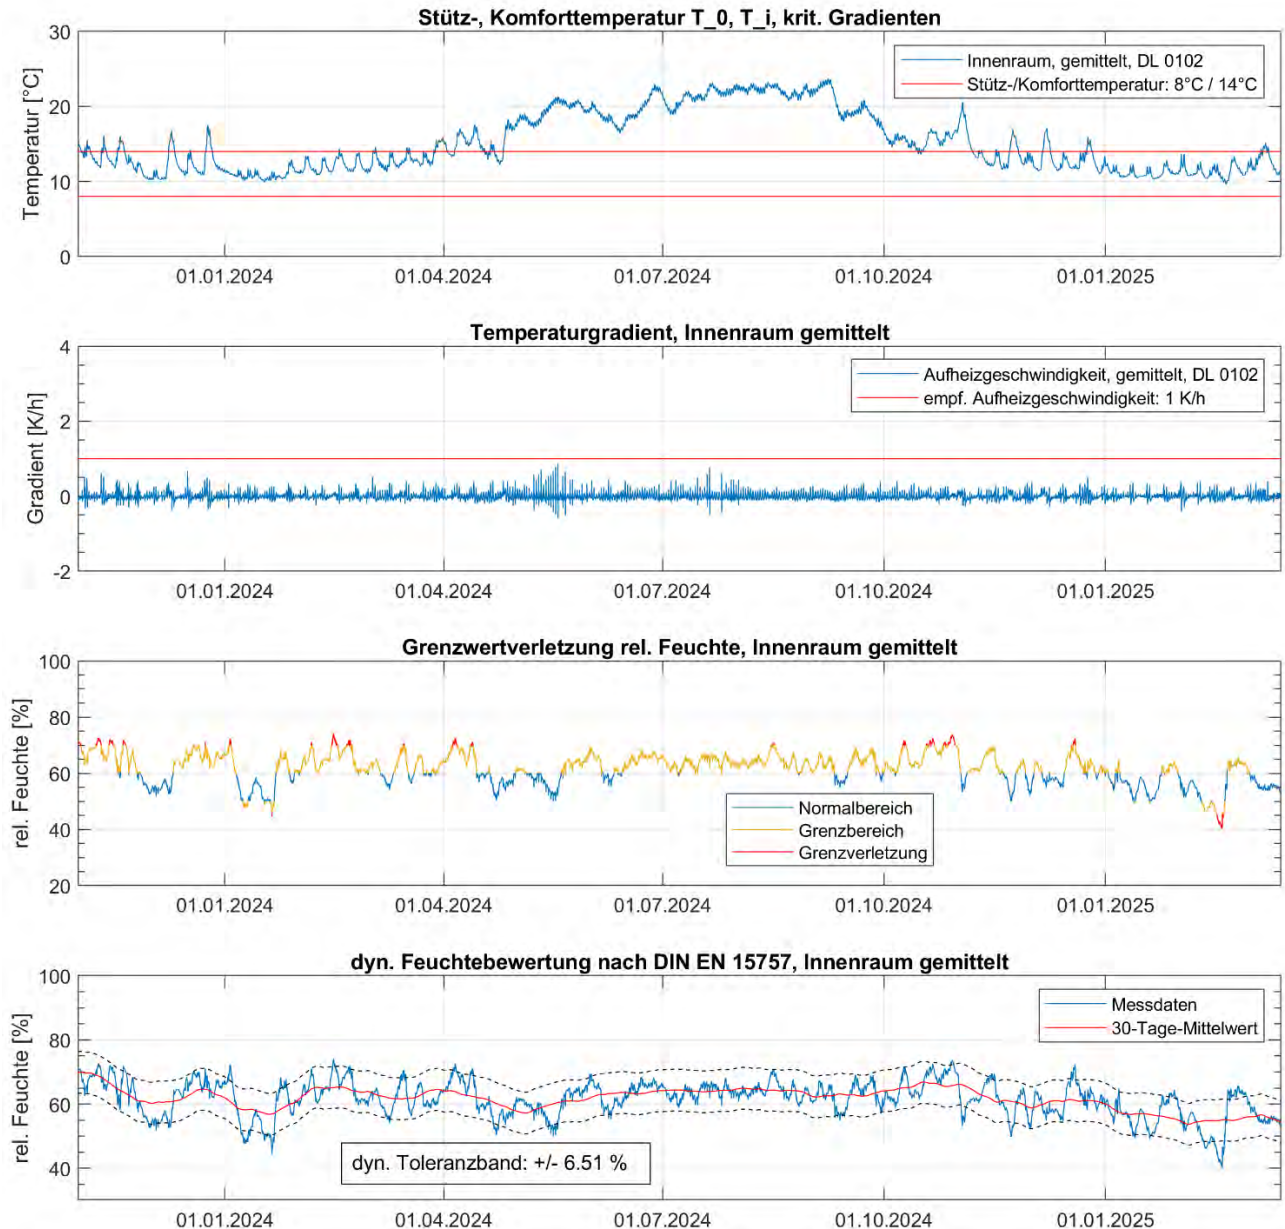 Stütz-, Komforttemperatur T_0, T_i, krit. Gradienten
Temperatur [°C]
30
20
10
0
Innenraum, gemittelt, DL 0102
Stütz-/Komforttemperatur: 8°C / 14°C
01.01.2024 01.04.2024 01.07.2024 01.10.2024 01.01.2025
Temperaturgradient, Innenraum gemittelt
Gradient [K/h]
4
2
0
-2
Aufheizgeschwindigkeit, gemittelt, DL 0102
empf. Aufheizgeschwindigkeit: 1 K/h
01.01.2024 01.04.2024 01.07.2024 01.10.2024 01.01.2025
Grenzwertverletzung rel. Feuchte, Innenraum gemittelt
rel. Feuchte [%]
100
80
60
40
20
Normalbereich
Grenzbereich
Grenzverletzung
01.01.2024 01.04.2024 01.07.2024 01.10.2024 01.01.2025
dyn. Feuchtebewertung nach DIN EN 15757, Innenraum gemittelt
rel. Feuchte [%]
100
80
60
40
Messdaten
30-Tage-Mittelwert
dyn. Toleranzband: +/- 6.51 %
01.01.2024 01.04.2024 01.07.2024 01.10.2024 01.01.2025